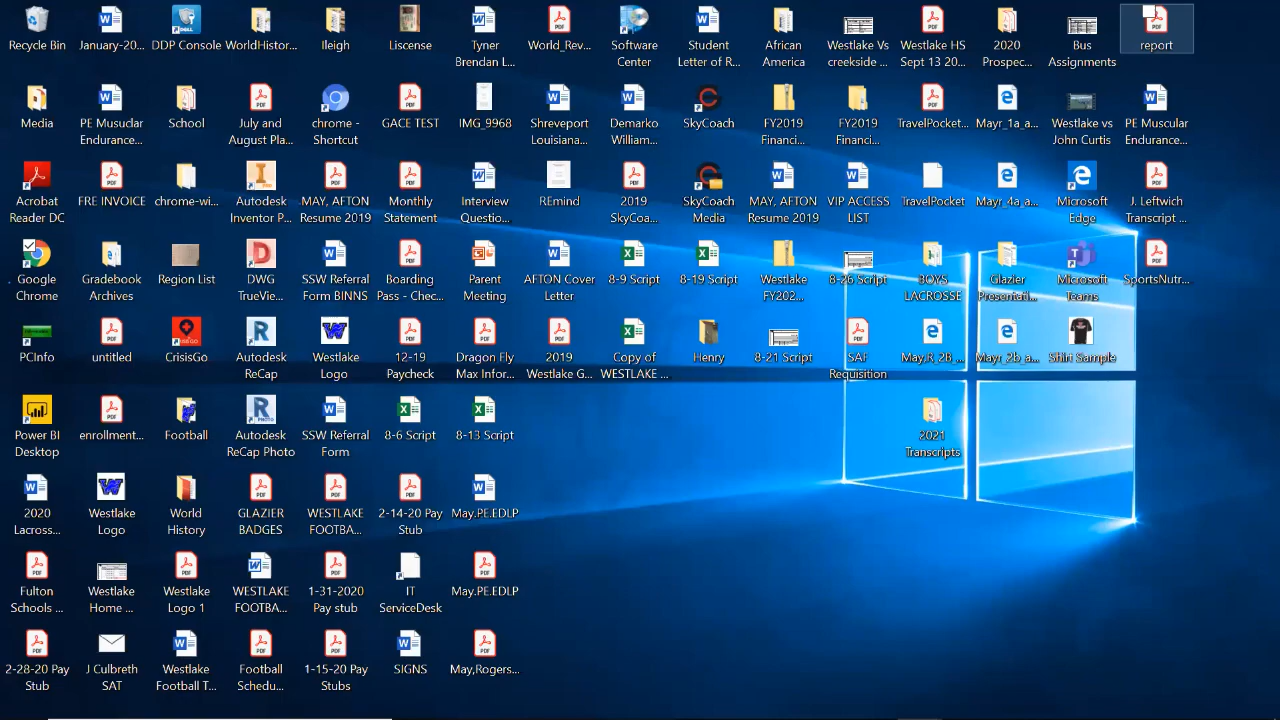 Recycle Bin
January-20...
DDP Console
WorldHistor...
Ileigh
Liscense
Tyner
Brendan L...
World_Rev...
Software
Center
Student
Letter of R...
African
America
Westlake Vs
creekside ...
Westlake HS
Sept 13 20...
2020
Prospec...
Bus
Assignments
report
Media
PE Musuclar
Endurance...
School
July and
August Pla...
chrome -
Shortcut
GACE TEST
IMG_9968
Shreveport
Louisiana...
Demarko
William...
SkyCoach
FY2019
Financi...
FY2019
Financi...
TravelPocket...
Mayr_1a_a...
Westlake vs
John Curtis
PE Muscular
Endurance...
Acrobat
Reader DC
FRE INVOICE
chrome-wi...
Autodesk
Inventor P...
MAY, AFTON
Resume 2019
Monthly
Statement
Interview
Questio...
REmind
2019
SkyCoa...
SkyCoach
Media
MAY, AFTON
Resume 2019
VIP ACCESS
LIST
TravelPocket
Mayr_4a_a...
Microsoft
Edge
J. Leftwich
Transcript ...
Google
Chrome
Gradebook
Archives
Region List
DWG
TrueVie...
SSW Referral
Form BINNS
Boarding
Pass - Chec...
Parent
Meeting
AFTON Cover
Letter
8-9 Script
8-19 Script
Westlake
FY202...
8-26 Script
BOYS
LACROSSE
Glazier
Presentati...
Microsoft
Teams
SportsNutr...
PCInfo
untitled
CrisisGo
Autodesk
ReCap
Westlake
Logo
12-19
Paycheck
Dragon Fly
Max Infor...
2019
Westlake G...
Copy of
WESTLAKE ...
Henry
8-21 Script
SAF
Requisition
May,R_2B ...
Mayr_2b_a...
Shirt Sample
Power BI
Desktop
enrollment...
Football
Autodesk
ReCap Photo
SSW Referral
Form
8-6 Script
8-13 Script
2021
Transcripts
2020
Lacross...
Westlake
Logo
World
History
GLAZIER
BADGES
WESTLAKE
FOOTBA...
2-14-20 Pay
Stub
May.PE.EDLP
Fulton
Schools ...
Westlake
Home ...
Westlake
Logo 1
WESTLAKE
FOOTBA...
1-31-2020
Pay stub
IT
ServiceDesk
May.PE.EDLP
2-28-20 Pay
Stub
J Culbreth
SAT
Westlake
Football T...
Football
Schedu...
1-15-20 Pay
Stubs
SIGNS
May,Rogers...